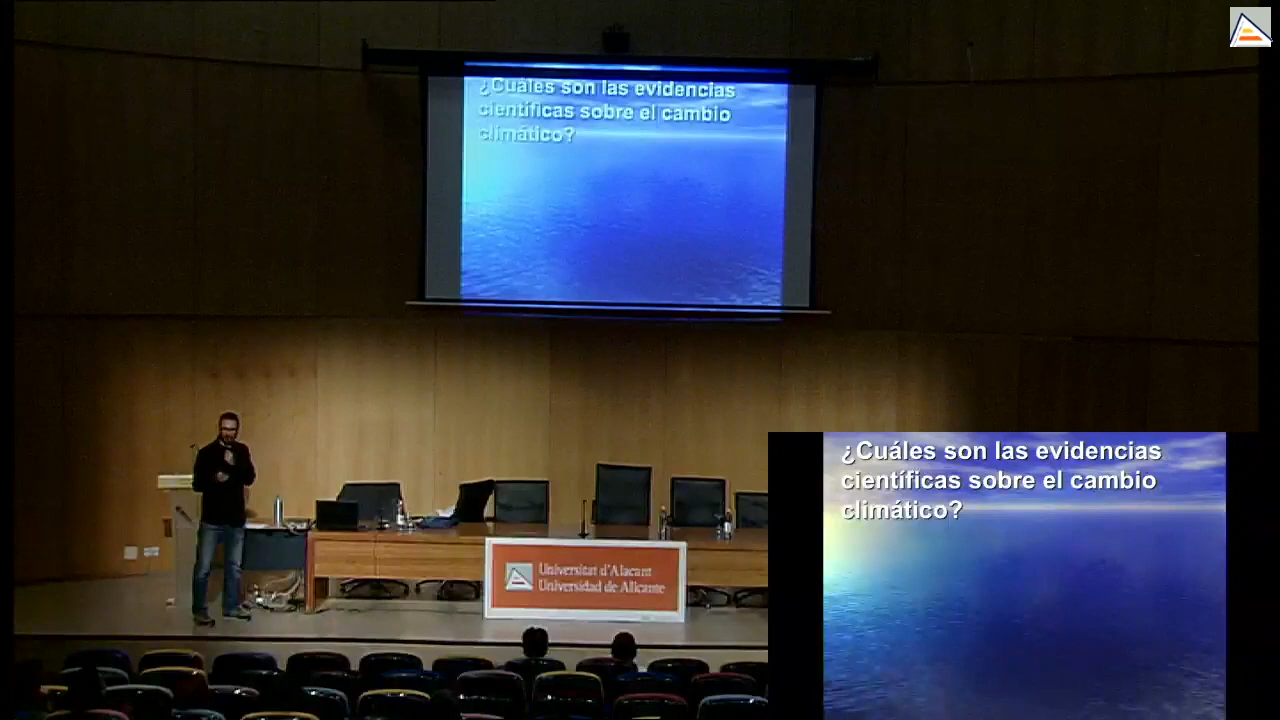 ¿Cuáles son las evidencias
científicas sobre el cambio
climático?
Universitat d'Alacant
Universidad de Alicante
¿Cuáles son las evidencias
científicas sobre el cambio
climático?